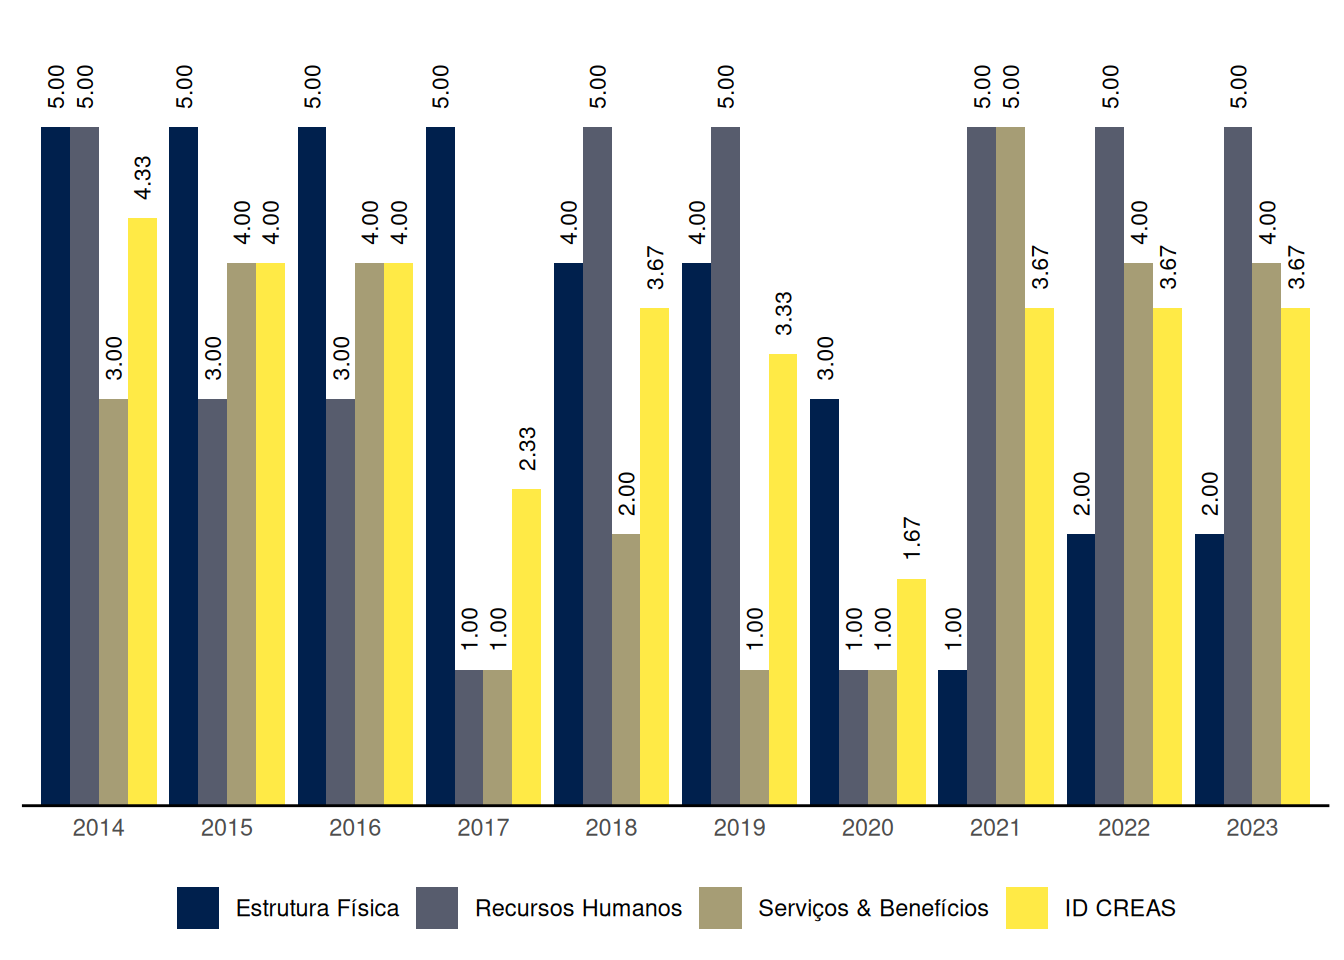 5.00 5.00 3.00 4.33
5.00 3.00 4.00 4.00
5.00 3.00 4.00 4.00
5.00 1.00 1.00 2.33
4.00 5.00 2.00 3.67
4.00 5.00 1.00 3.33
3.00 1.00 1.00 1.67
1.00 5.00 5.00 3.67
2.00 5.00 4.00 3.67
2.00 5.00 4.00 3.67
2014 2015 2016 2017 2018 2019 2020 2021 2022 2023
Estrutura Física Recursos Humanos Serviços & Benefícios ID CREAS